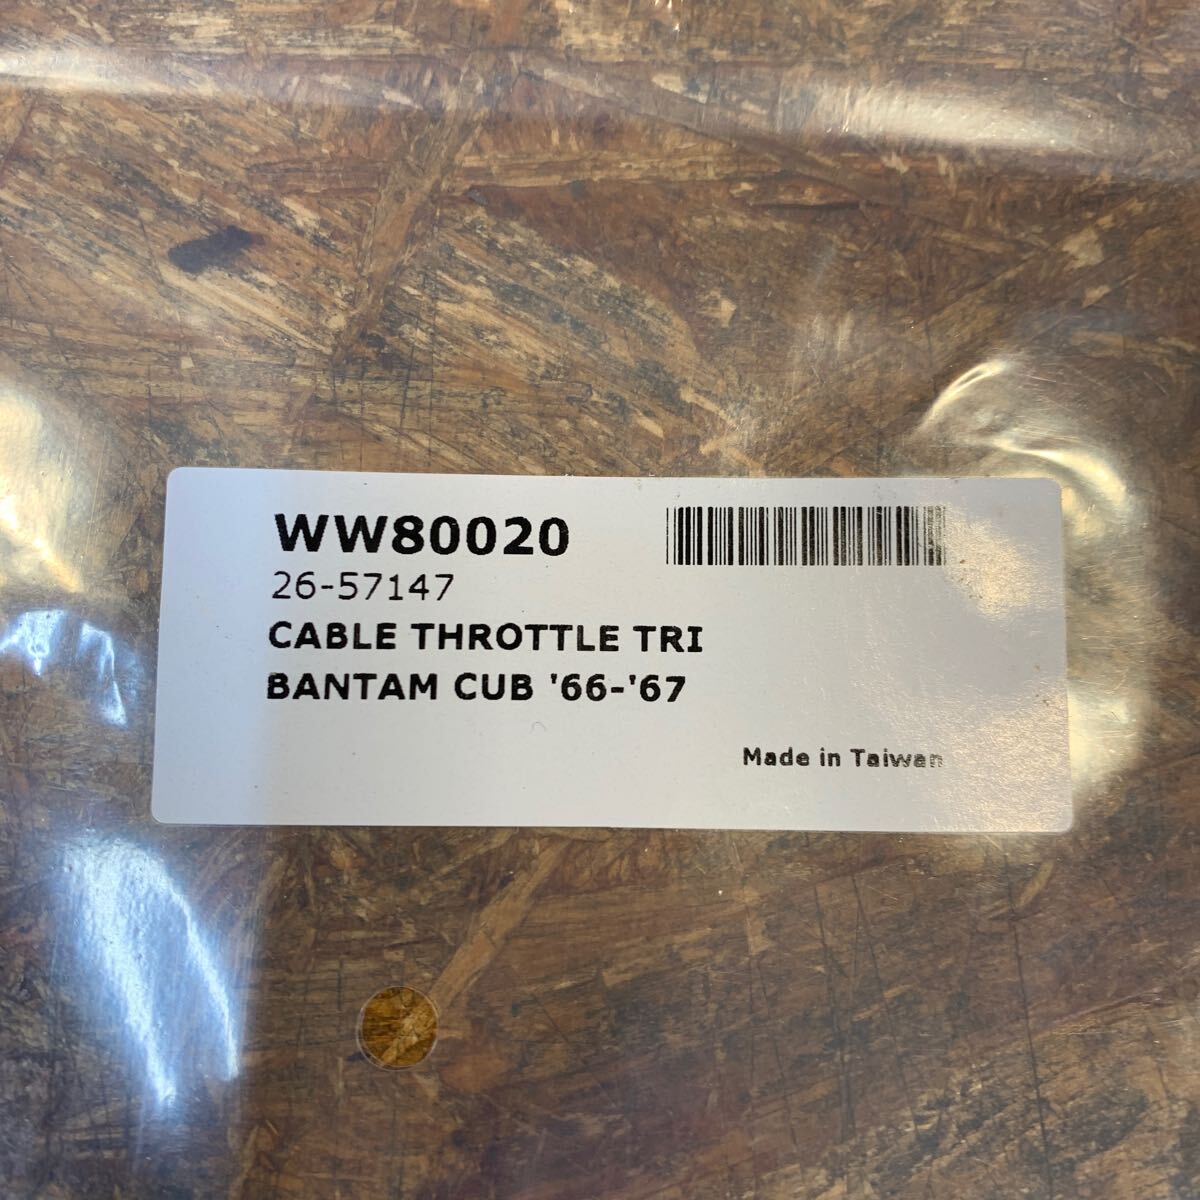 WW80020
26-57147
CABLE THROTTLE TRI
BANTAM CUB '66-'67
Made in Taiwan